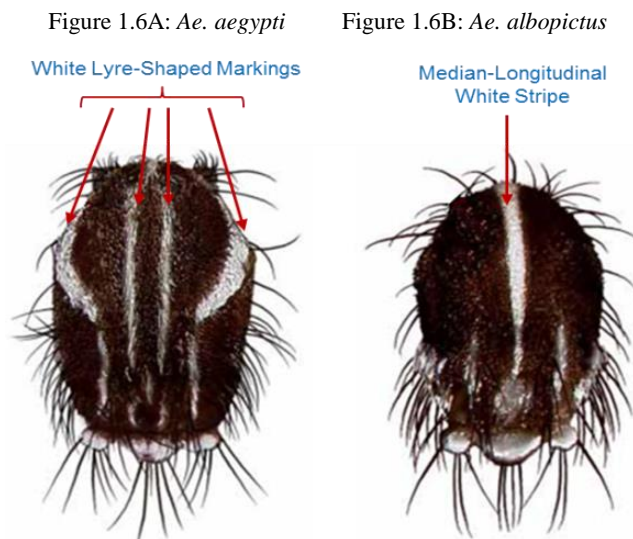 Figure 1.6A: Ae. aegypti
Figure 1.6B: Ae. albopictus
White Lyre-Shaped Markings
Median-Longitudinal
White Stripe